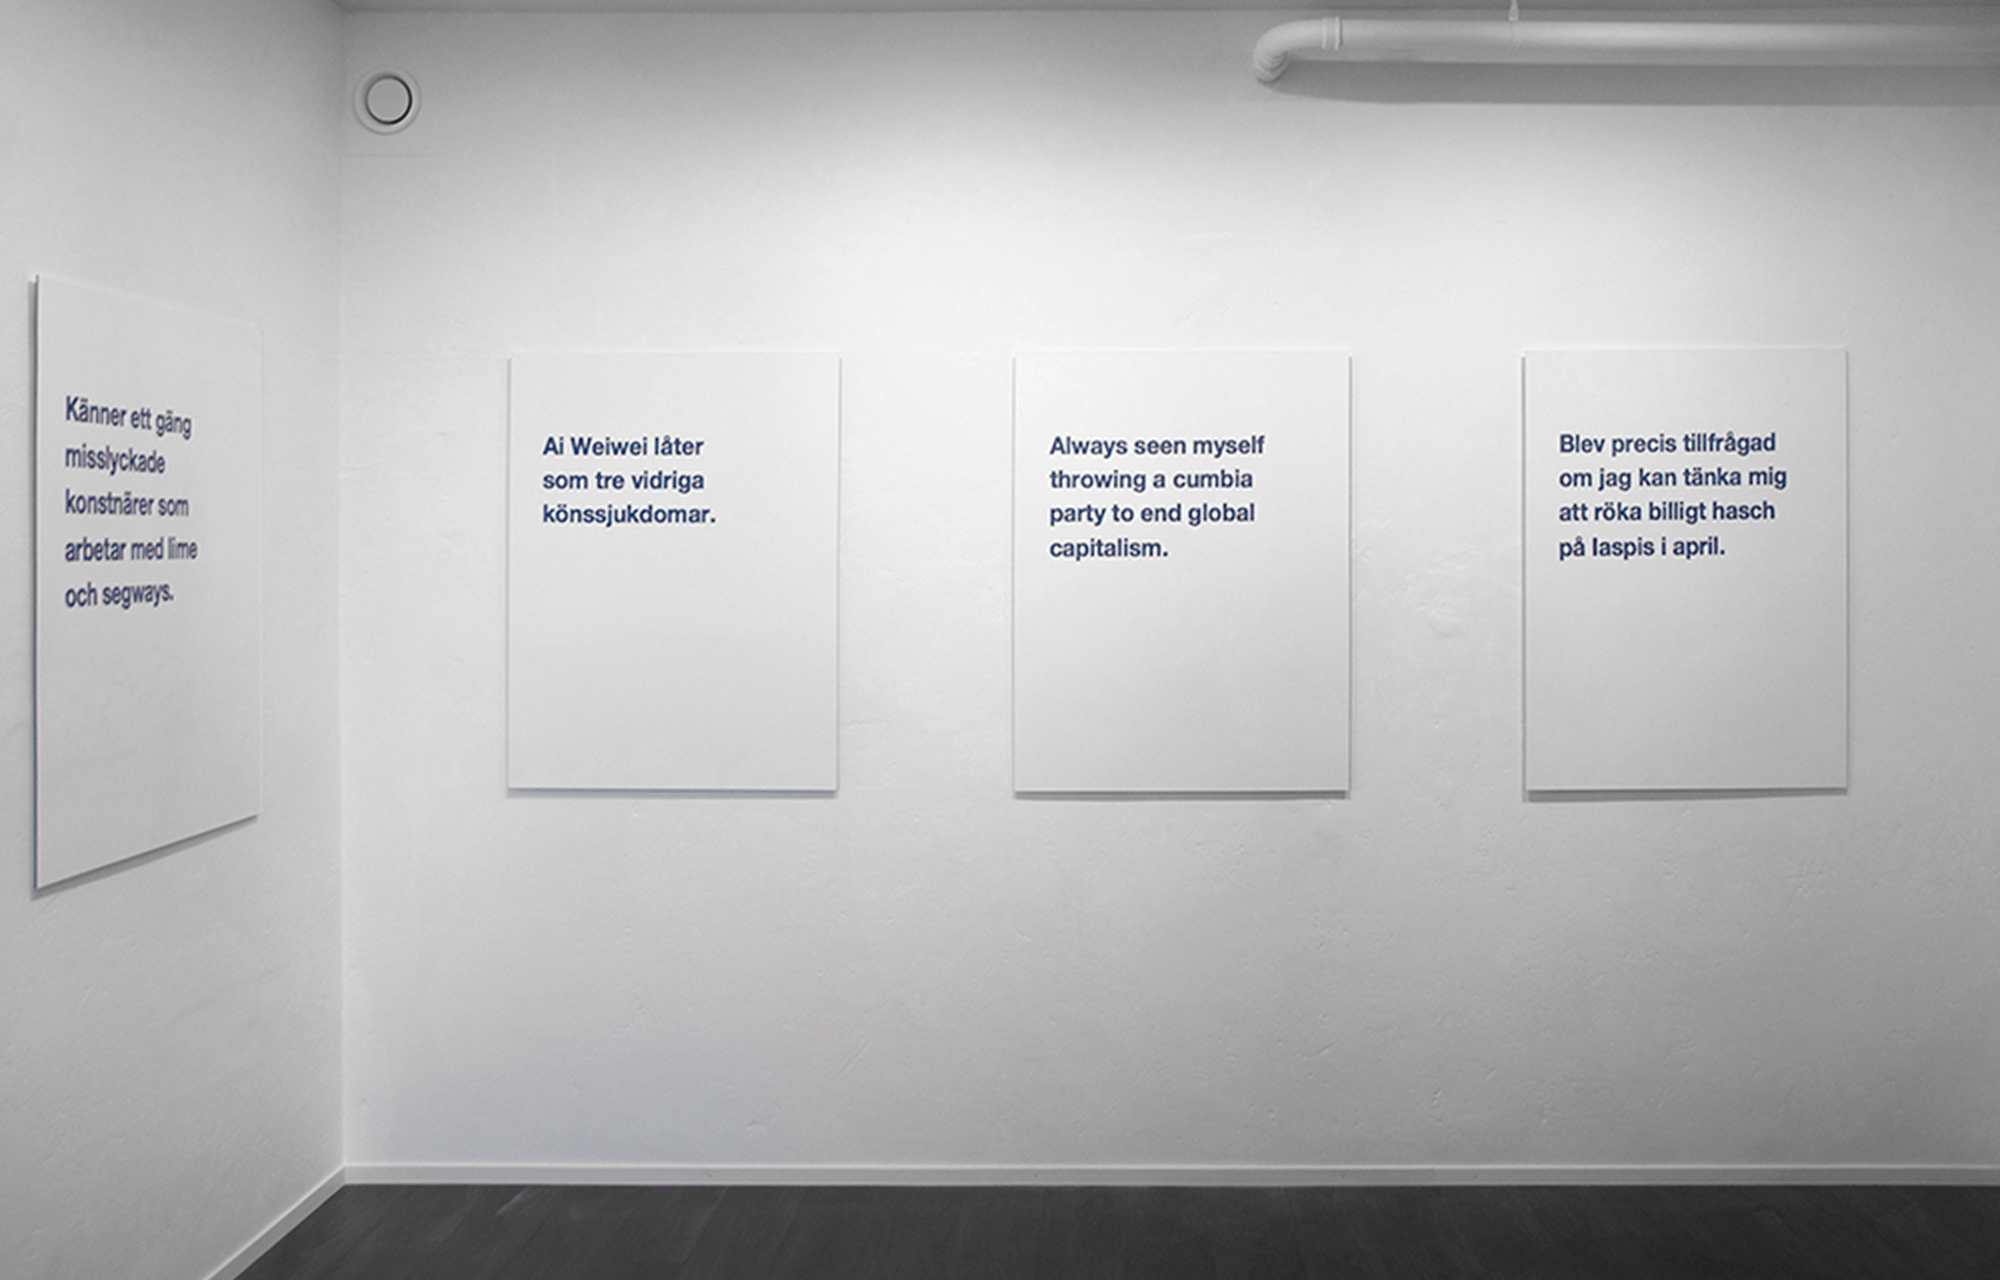 Känner ett gäng
misslyckade
konstnärer som
arbetar med lime
och segways.
Ai Weiwei låter
som tre vidriga
könssjukdomar.
Always seen myself
throwing a cumbia
party to end global
capitalism.
Blev precis tillfrågad
om jag kan tänka mig
att röka billigt hasch
på Iaspis i april.